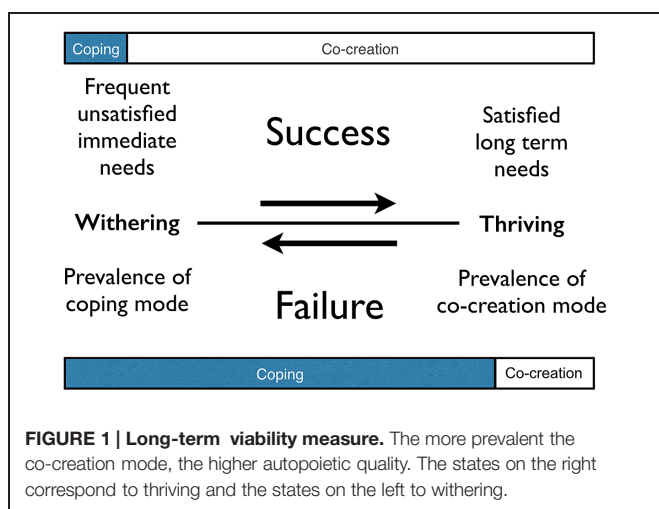 Coping Co-creation
Frequent
unsatisfied
immediate
needs
Success
Satisfied
long term
needs
Withering
Thriving
Prevalence of
coping mode
Failure
Prevalence of
co-creation mode
Coping Co-creation
FIGURE 1 | Long-term viability measure. The more prevalent the
co-creation mode, the higher autopoietic quality. The states on the right
correspond to thriving and the states on the left to withering.